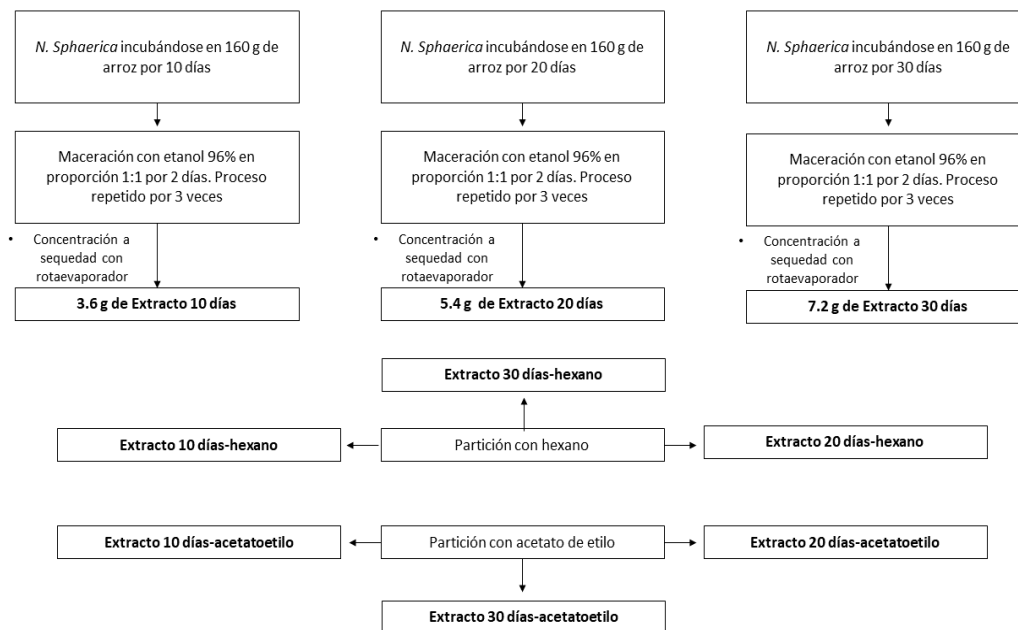 N. Sphaerica incubándose en 160 g de
arroz por 10 días
N. Sphaerica incubándose en 160 g de
arroz por 20 días
N. Sphaerica incubándose en 160 g de
arroz por 30 días
Maceración con etanol 96% en
proporción 1:1 por 2 días. Proceso
repetido por 3 veces
Maceración con etanol 96% en
proporción 1:1 por 2 días. Proceso
repetido por 3 veces
Maceración con etanol 96% en
proporción 1:1 por 2 días. Proceso
repetido por 3 veces
• Concentración a
sequedad con
rotaevaporador
• Concentración a
sequedad con
rotaevaporador
• Concentración a
sequedad con
rotaevaporador
3.6 g de Extracto 10 días
5.4 g de Extracto 20 días
7.2 g de Extracto 30 días
Extracto 30 días-hexano
Extracto 10 días-hexano
Partición con hexano
Extracto 20 días-hexano
Extracto 10 días-acetatoetilo
Partición con acetato de etilo
Extracto 20 días-acetatoetilo
Extracto 30 días-acetatoetilo